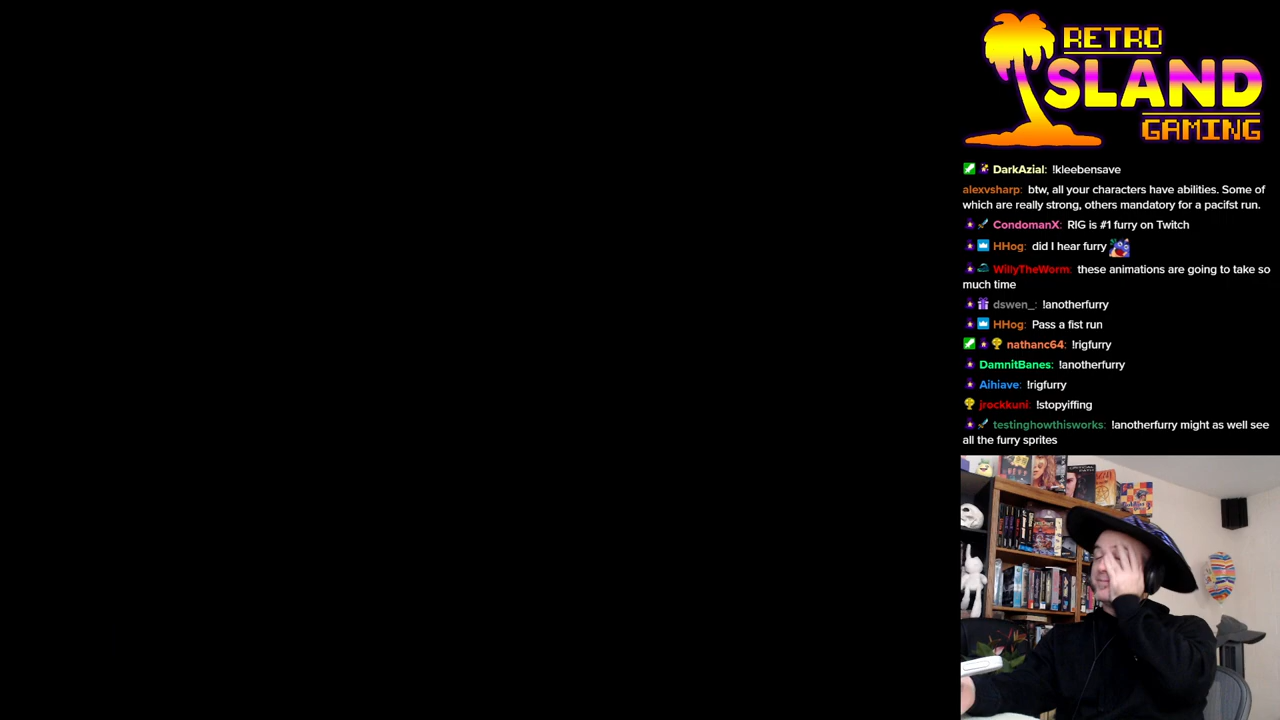 RETRO
ISLAND
GAMING
DarkAzial: !kleebensave
alexvsharp: btw, all your characters have abilities. Some of
which are really strong, others mandatory for a pacifst run.
CondomanX: RIG is #1 furry on Twitch
HHog: did I hear furry
WillyTheWorm: these animations are going to take so
much time
dswen_: !anotherfurry
HHog: Pass a fist run
nathanc64: !rigfurry
DamnitBanes: !anotherfurry
Aihiave: !rigfurry
jrockkuni: !stopyiffing
testinghowthisworks: !anotherfurry might as well see
all the furry sprites